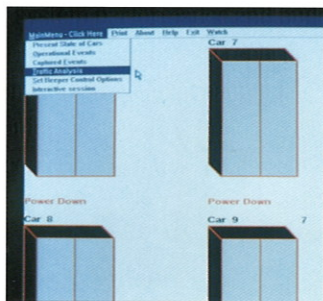 MainMenu - Click Here Print About Help Exit Watch
Present State of Cars
Operational Events
Captured Events
Traffic Analysis
Set Beeper Control Options
Interactive session
Car 7
Power Down
Power Down
Car 8
Car 9 7